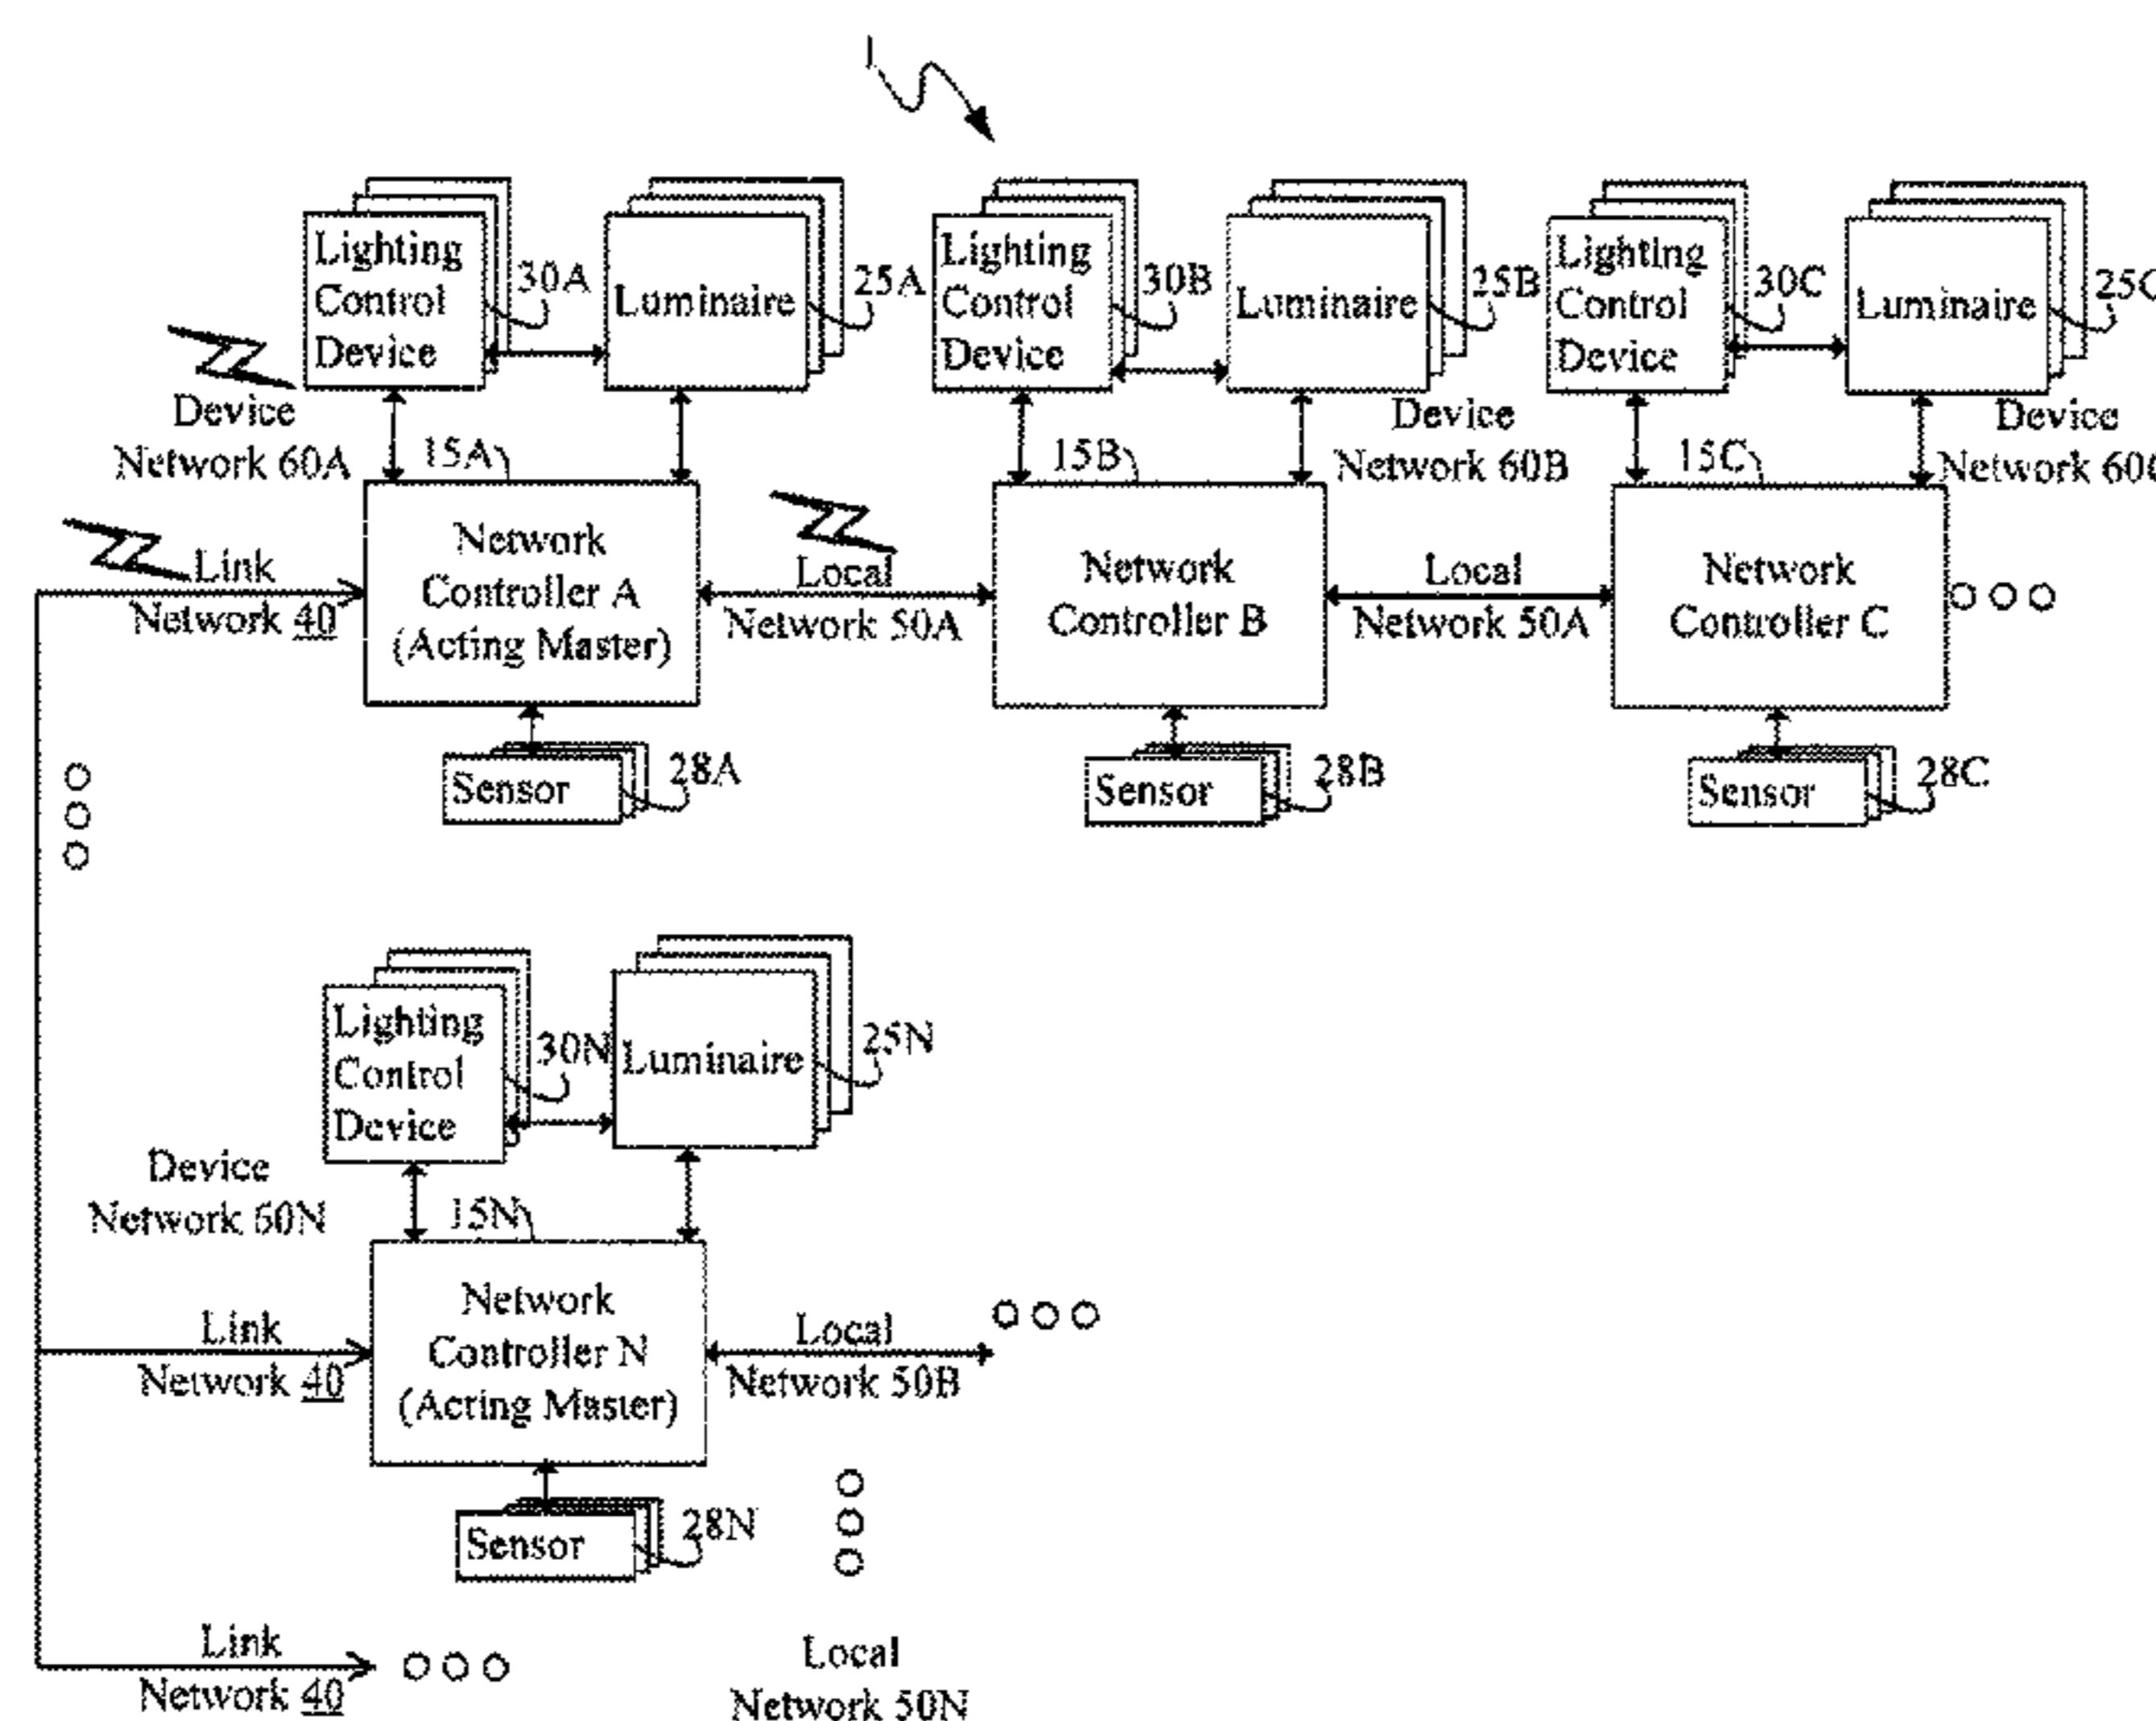 1
Lighting
Control
Device
30A
Luminaire
25A
Lighting
Control
Device
30B
Luminaire
25B
Lighting
Control
Device
30C
Luminaire
25C
Device
Network 60A
15A
Device
Network 60B
15B
Device
Network 60C
15C
Link
Network 40
Network
Controller A
(Acting Master)
Local
Network 50A
Network
Controller B
Local
Network 50A
Network
Controller C
Sensor
28A
Sensor
28B
Sensor
28C
Lighting
Control
Device
30N
Luminaire
25N
Device
Network 60N
15N
Link
Network 40
Network
Controller N
(Acting Master)
Local
Network 50B
Sensor
28N
Link
Network 40
Local
Network 50N